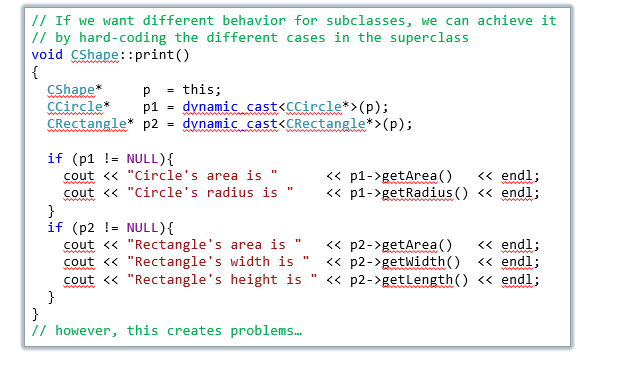 // If we want different behavior for subclasses, we can achieve it
// by hard-coding the different cases in the superclass
void CShape::print()
{
  CShape*     p  = this;
  CCircle*    p1 = dynamic_cast<CCircle*>(p);
  CRectangle* p2 = dynamic_cast<CRectangle*>(p);

  if (p1 != NULL){
    cout << "Circle's area is "      << p1->getArea()   << endl;
    cout << "Circle's radius is "    << p1->getRadius() << endl;
  }
  if (p2 != NULL){
    cout << "Rectangle's area is "   << p2->getArea()   << endl;
    cout << "Rectangle's width is "  << p2->getWidth()  << endl;
    cout << "Rectangle's height is " << p2->getLength() << endl;
  }
}
// however, this creates problems…